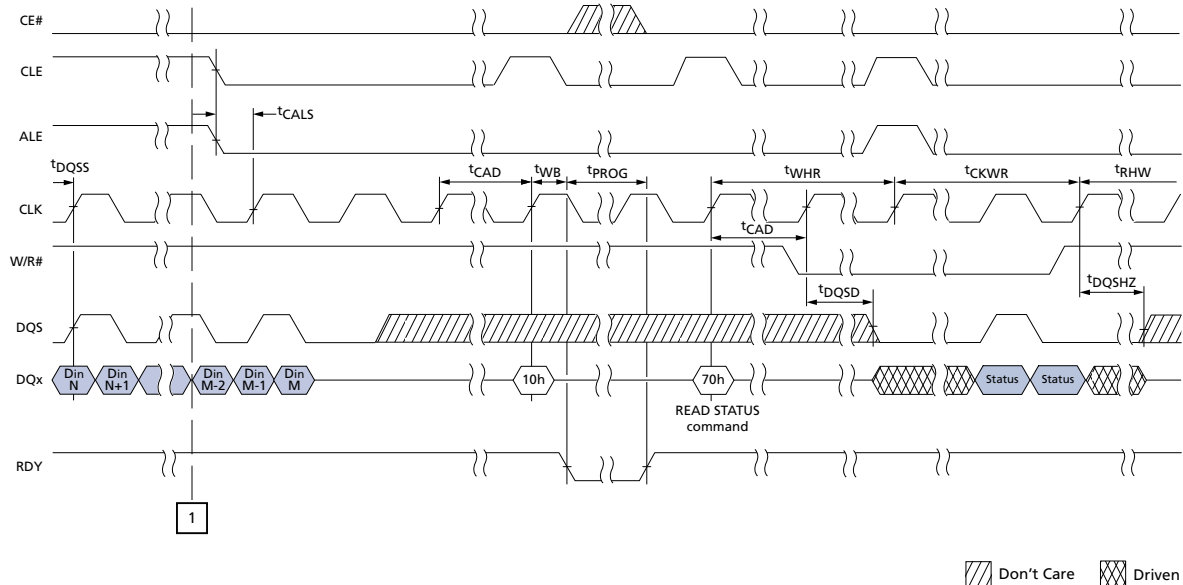 CE#
CLE
tCALS
ALE
tDQSS
tCAD
tWB
tPROG
tWHR
tCKWR
tRHW
CLK
tCAD
W/R#
tDQSD
tDQSHZ
DQS
Din N
Din N+1
Din M-2
Din M-1
Din M
10h
70h
Status
Status
DQx
READ STATUS
command
RDY
1
Don't Care
Driven